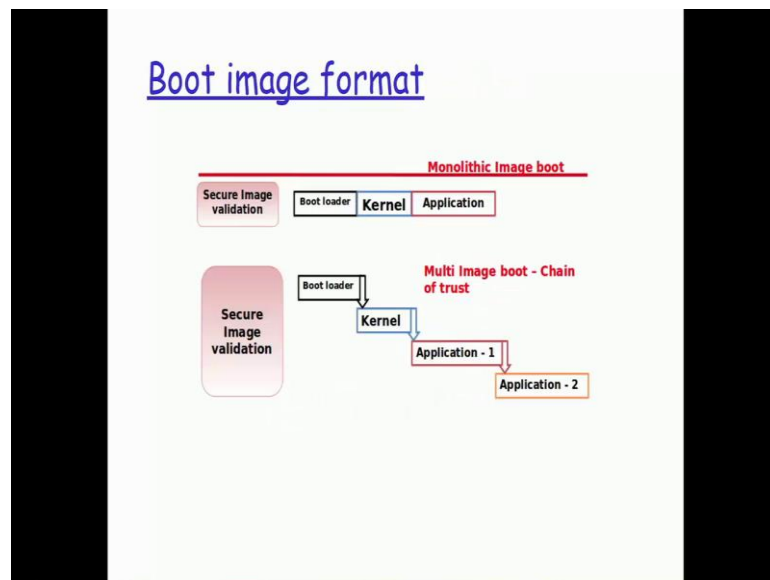 Boot image format
Monolithic Image boot
Secure Image
validation
Boot loader
Kernel
Application
Multi Image boot – Chain
of trust
Secure
Image
validation
Boot loader
Kernel
Application - 1
Application - 2